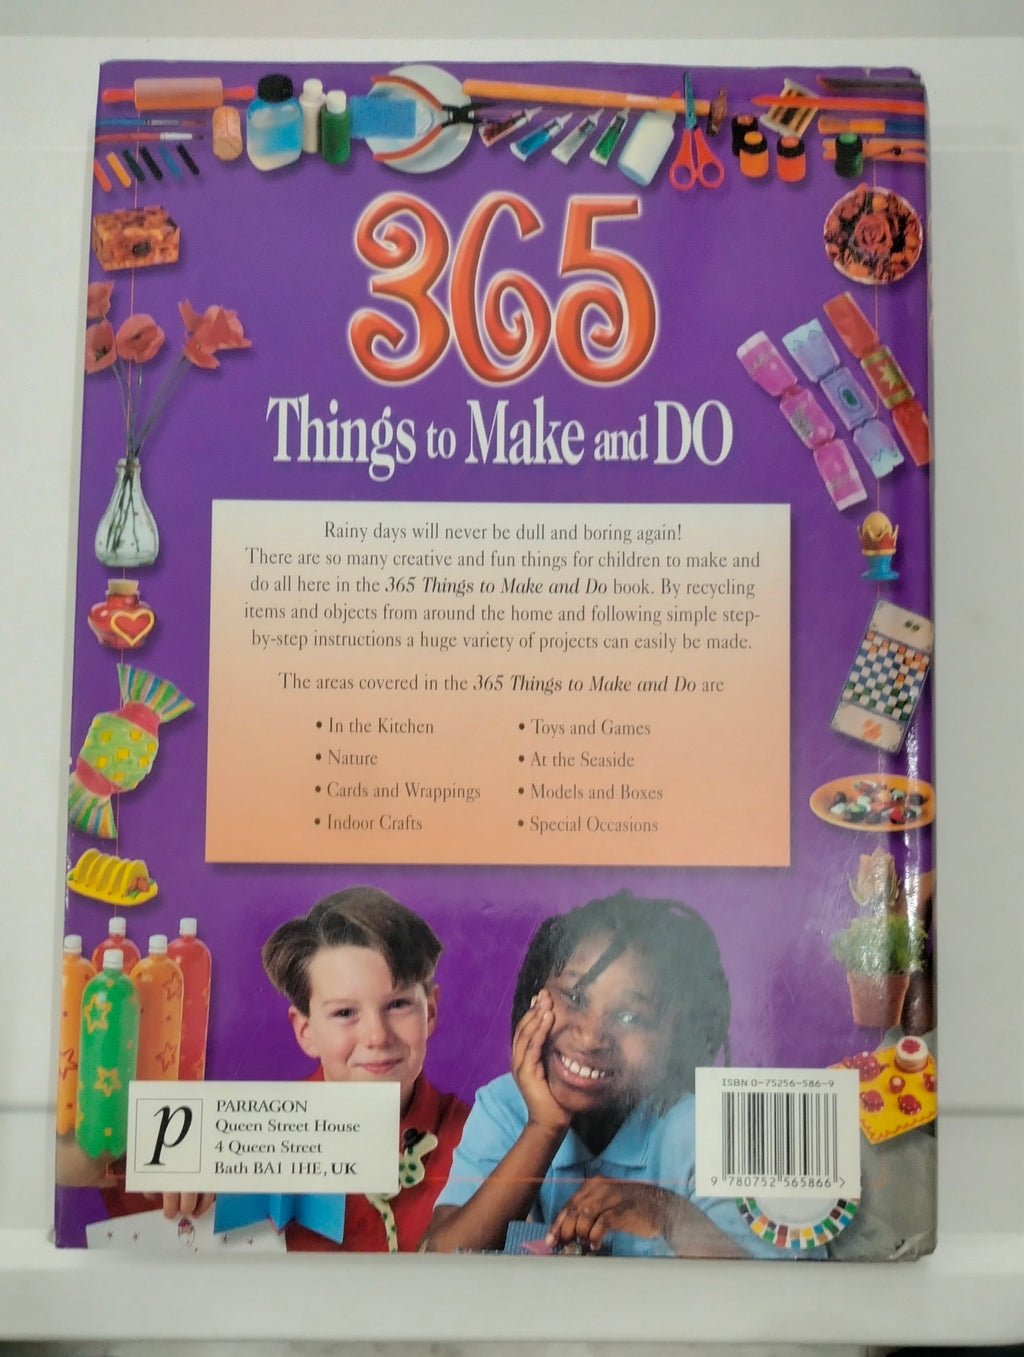 365
Things to Make and DO
Rainy days will never be dull and boring again!
There are so many creative and fun things for children to make and
do all here in the 365 Things to Make and Do book. By recycling
items and objects from around the home and following simple step-
by-step instructions a huge variety of projects can easily be made.
The areas covered in the 365 Things to Make and Do are
• In the Kitchen
• Nature
• Cards and Wrappings
• Indoor Crafts
• Toys and Games
• At the Seaside
• Models and Boxes
• Special Occasions
p
PARRAGON
Queen Street House
4 Queen Street
Bath BA1 1HE, UK
ISBN 0-75256-586-9
9 780752 565866 >